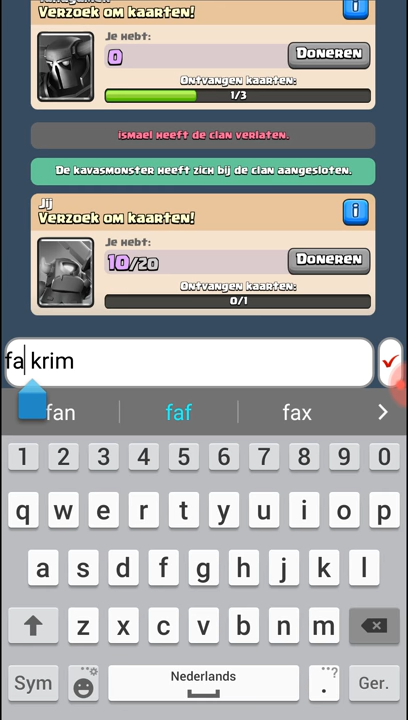 Verzoek om kaarten!
i
Je hebt:
0
Doneren
Ontvangen kaarten:
1/3
ismael heeft de clan verlaten.
De kavasmonster heeft zich bij de clan aangesloten.
Jij
Verzoek om kaarten!
i
Je hebt:
10/20
Doneren
Ontvangen kaarten:
0/1
fa krim
fan faf fax >
1 2 3 4 5 6 7 8 9 0
q w e r t y u i o p
a s d f g h j k l
z x c v b n m
Sym Nederlands . Ger.